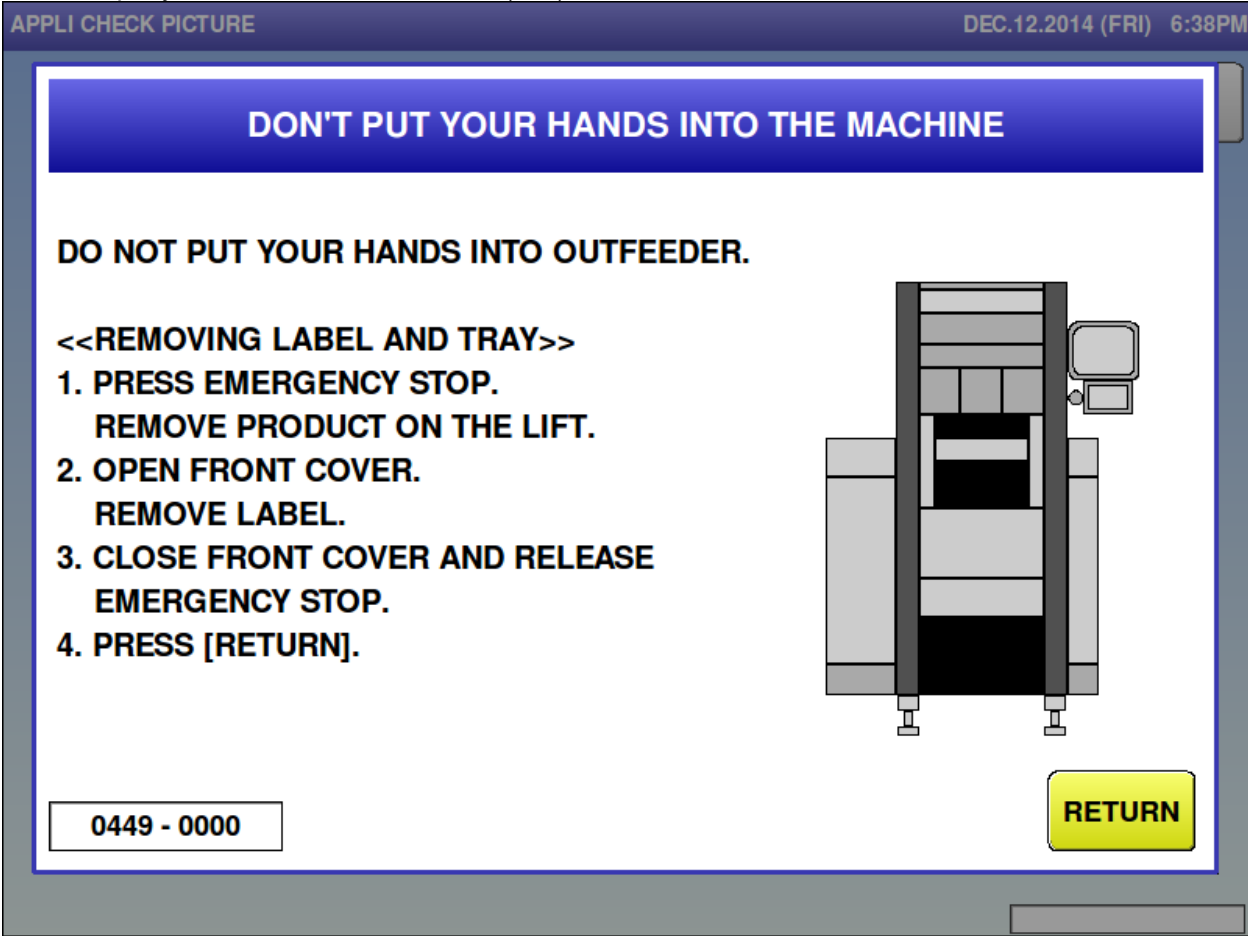 APPLI CHECK PICTURE DEC.12.2014 (FRI) 6:38PM
DON'T PUT YOUR HANDS INTO THE MACHINE
DO NOT PUT YOUR HANDS INTO OUTFEEDER.
<<REMOVING LABEL AND TRAY>>
1. PRESS EMERGENCY STOP.
REMOVE PRODUCT ON THE LIFT.
2. OPEN FRONT COVER.
REMOVE LABEL.
3. CLOSE FRONT COVER AND RELEASE
EMERGENCY STOP.
4. PRESS [RETURN].
0449 - 0000
RETURN